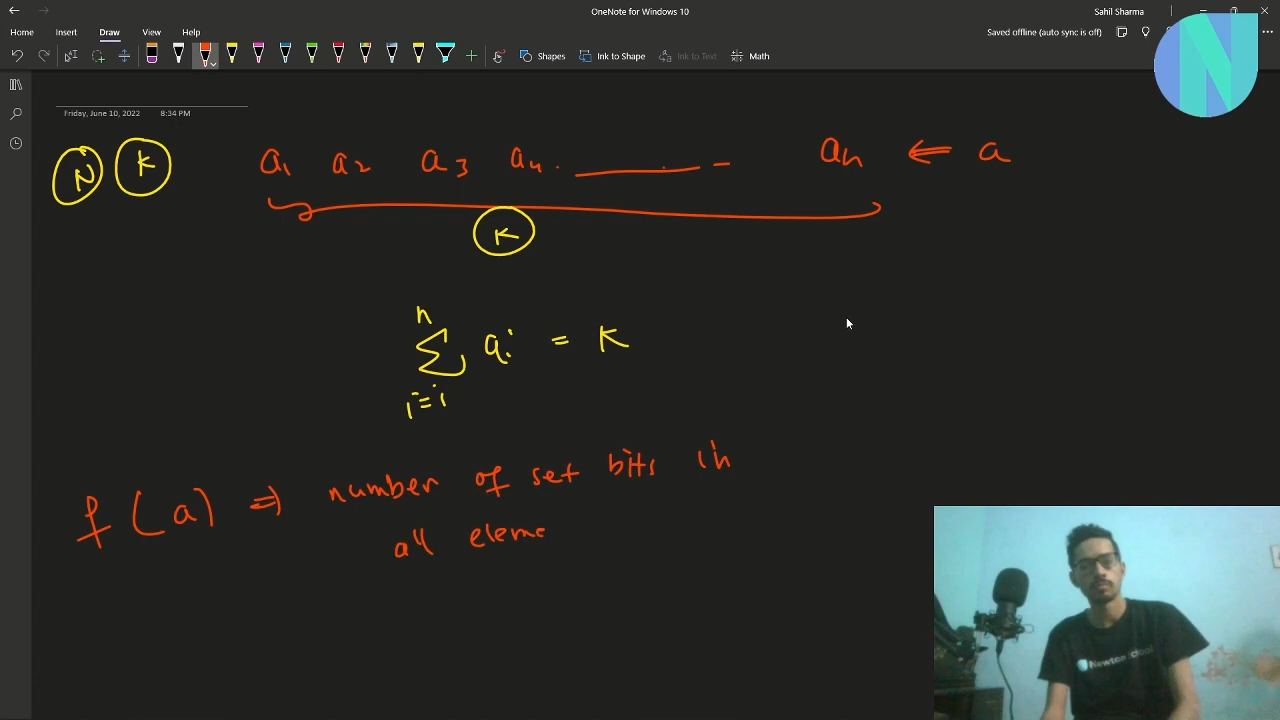 OneNote for Windows 10
Sahil Sharma
Home Insert Draw View Help
Saved offline (auto sync is off)
Shapes Ink to Shape Ink to Text Math
Friday, June 10, 2022 8:34 PM
N K a1 a2 a3 a4 . ______ - an ⇐ a
K
n
∑ ai = K
i=i
f(a) ⇒ number of set bits in
all eleme